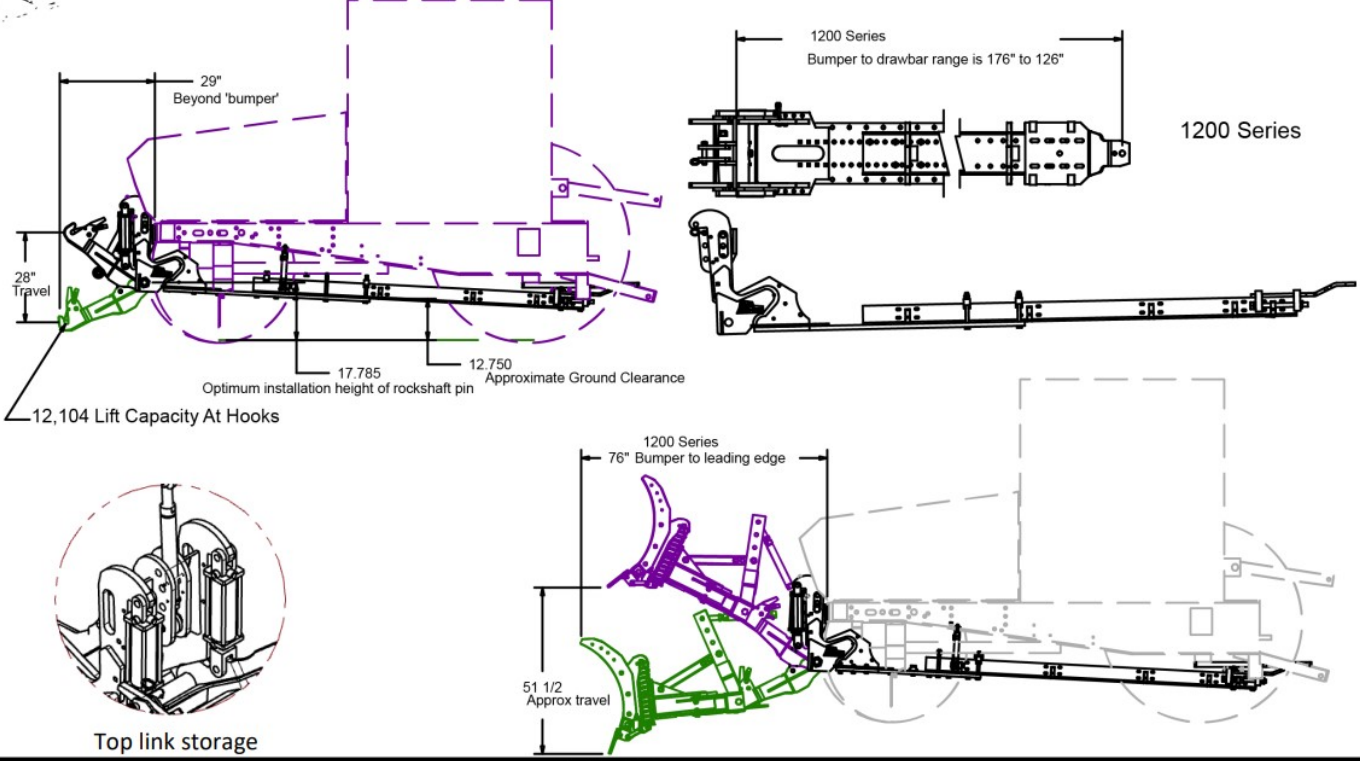 1200 Series
Bumper to drawbar range is 176" to 126"
29"
Beyond 'bumper'
1200 Series
28"
Travel
17.785
Optimum installation height of rockshaft pin
12.750
Approximate Ground Clearance
12,104 Lift Capacity At Hooks
1200 Series
76" Bumper to leading edge
51 1/2
Approx travel
Top link storage